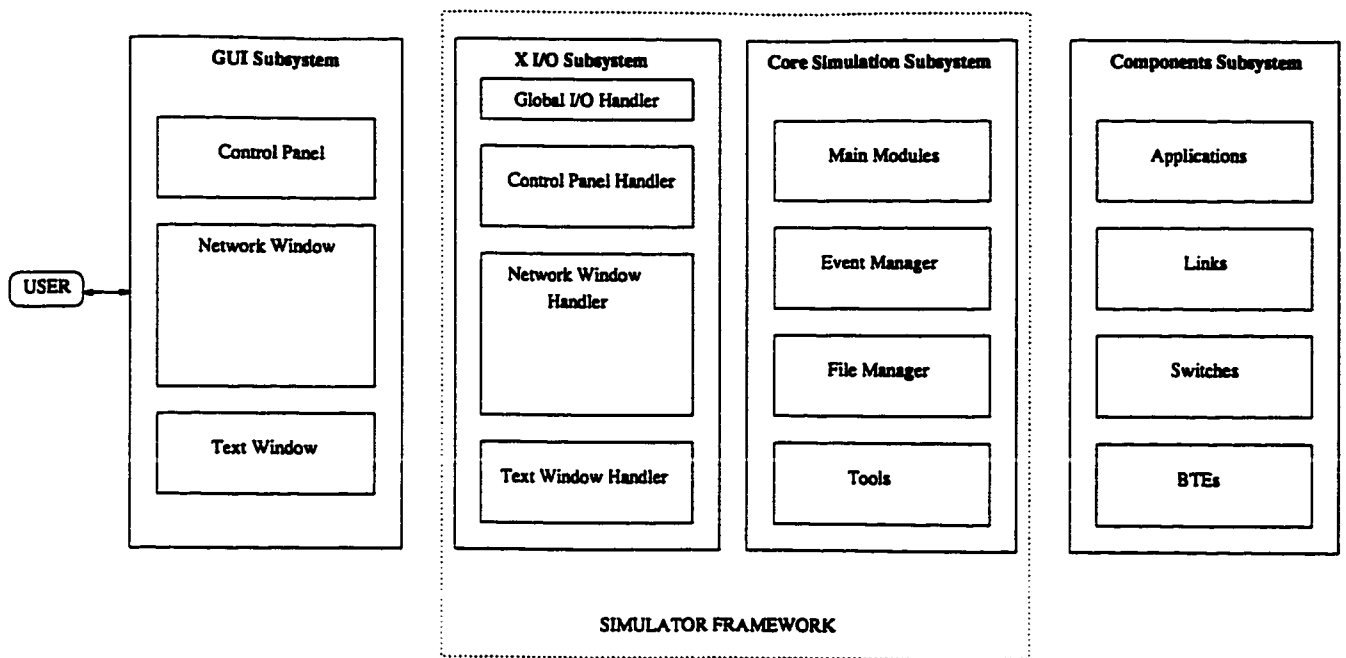 USER
GUI Subsystem
Control Panel
Network Window
Text Window
X I/O Subsystem
Global I/O Handler
Control Panel Handler
Network Window
Handler
Text Window Handler
Core Simulation Subsystem
Main Modules
Event Manager
File Manager
Tools
Components Subsystem
Applications
Links
Switches
BTEs
SIMULATOR FRAMEWORK